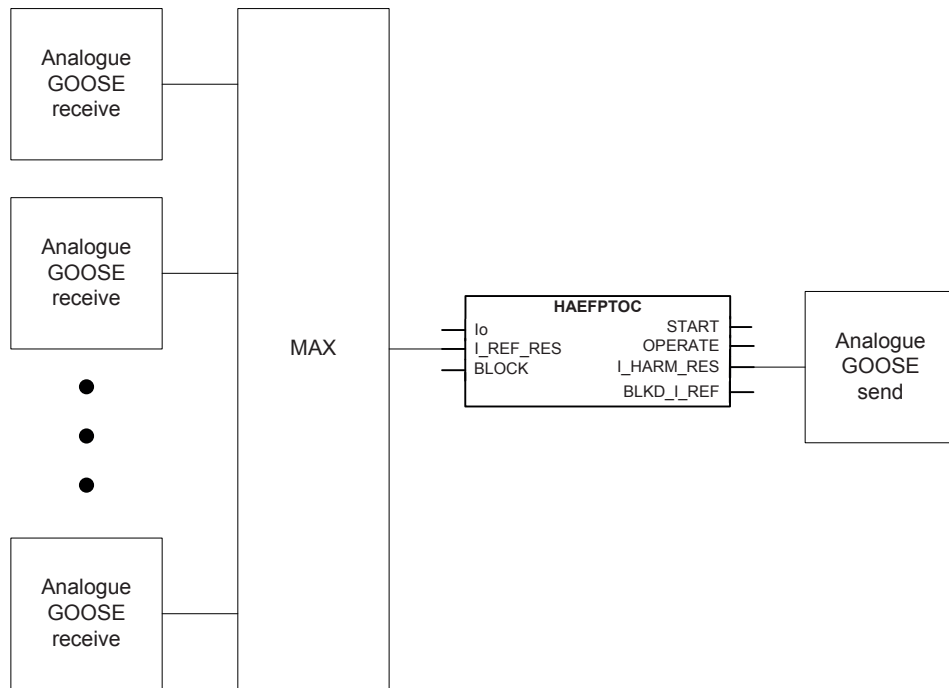 Analogue
GOOSE
receive
Analogue
GOOSE
receive
Analogue
GOOSE
receive
MAX
HAEFPTOC
Io
I_REF_RES
BLOCK
START
OPERATE
I_HARM_RES
BLKD_I_REF
Analogue
GOOSE
send